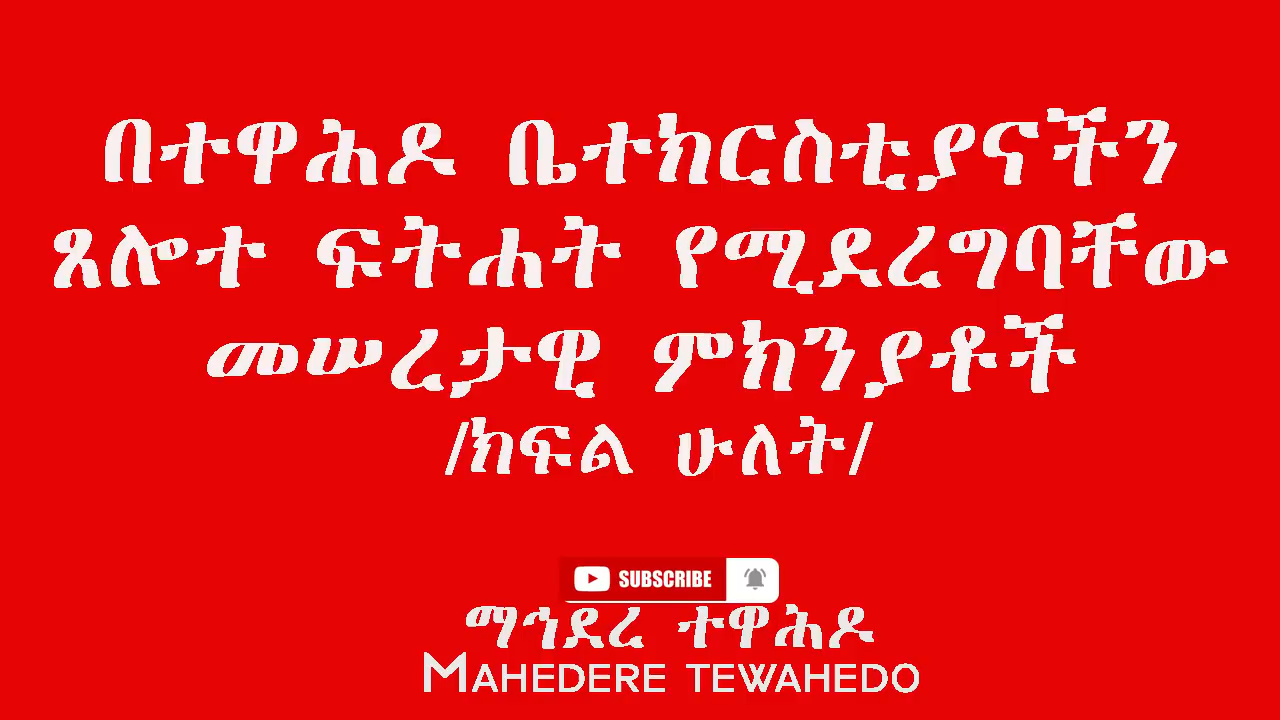 በተዋሕዶ ቤተክርስቲያናችን
ጸሎተ ፍትሐት የሚደረግባቸው
መሠረታዊ ምክንያቶች
/ክፍል ሁለት/
SUBSCRIBE
ማኅደረ ተዋሕዶ
MAHEDERE TEWAHEDO